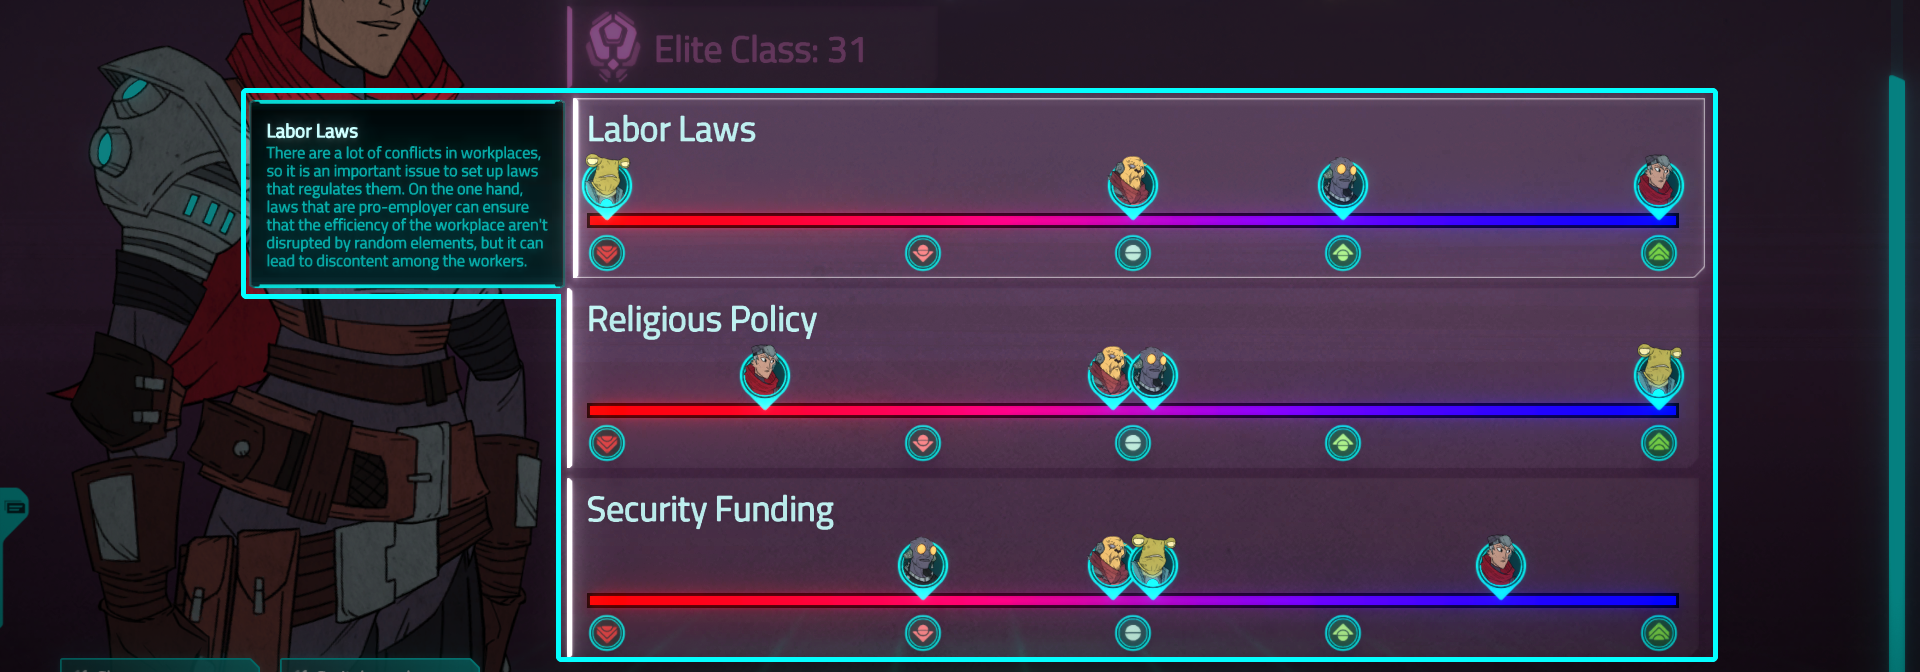 Elite Class: 31
Labor Laws
There are a lot of conflicts in workplaces,
so it is an important issue to set up laws
that regulates them. On the one hand,
laws that are pro-employer can ensure
that the efficiency of the workplace aren't
disrupted by random elements, but it can
lead to discontent among the workers.
Labor Laws
Religious Policy
Security Funding